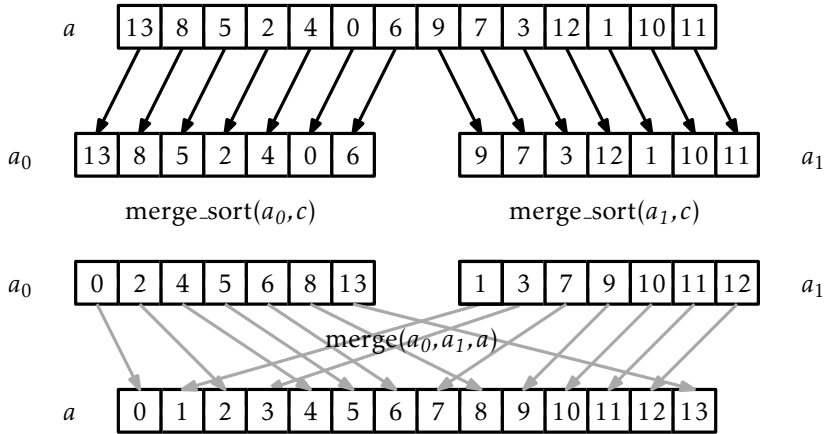 a 13 8 5 2 4 0 6 9 7 3 12 1 10 11
a0 13 8 5 2 4 0 6 9 7 3 12 1 10 11 a1
merge_sort(a0,c) merge_sort(a1,c)
a0 0 2 4 5 6 8 13 1 3 7 9 10 11 12 a1
merge(a0,a1,a)
a 0 1 2 3 4 5 6 7 8 9 10 11 12 13